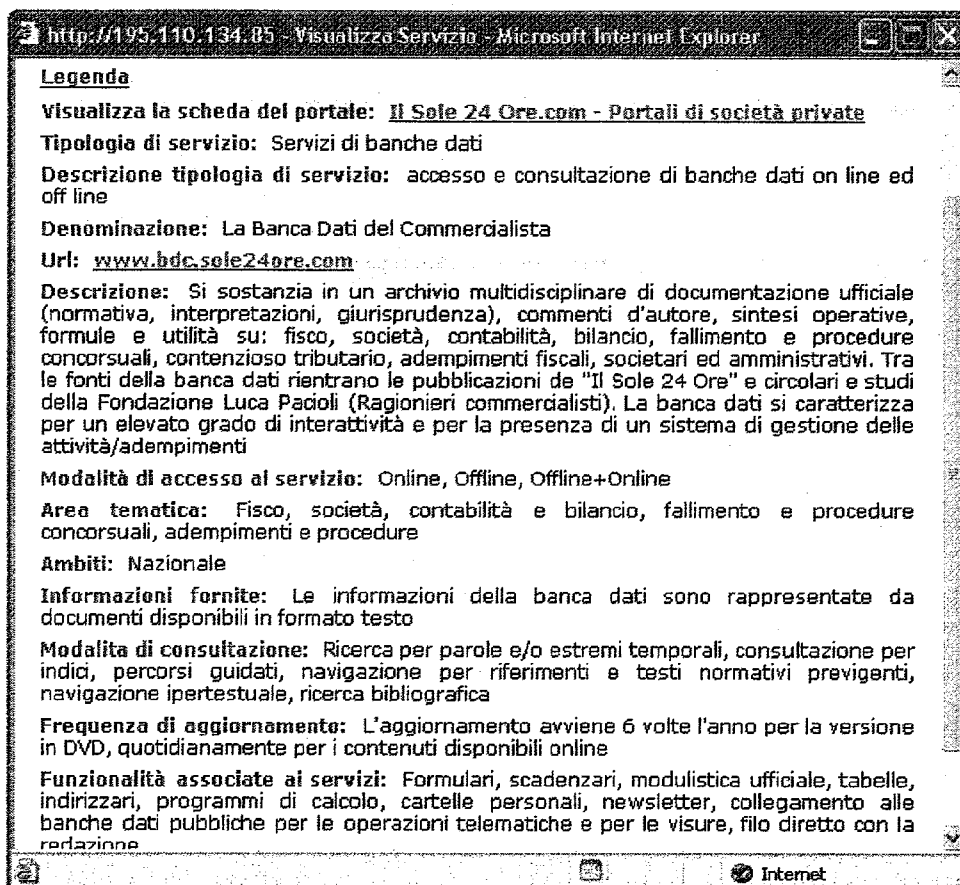 http://195.110.134.85 - Visualizza Servizio - Microsoft Internet Explorer
Legenda
Visualizza la scheda del portale: Il Sole 24 Ore.com - Portali di società private
Tipologia di servizio: Servizi di banche dati
Descrizione tipologia di servizio: accesso e consultazione di banche dati on line ed
off line
Denominazione: La Banca Dati del Commercialista
Url: www.bdc.sole24ore.com
Descrizione: Si sostanzia in un archivio multidisciplinare di documentazione ufficiale
(normativa, interpretazioni, giurisprudenza), commenti d'autore, sintesi operative,
formule e utilità su: fisco, società, contabilità, bilancio, fallimento e procedure
concorsuali, contenzioso tributario, adempimenti fiscali, societari ed amministrativi. Tra
le fonti della banca dati rientrano le pubblicazioni de "Il Sole 24 Ore" e circolari e studi
della Fondazione Luca Pacioli (Ragionieri commercialisti). La banca dati si caratterizza
per un elevato grado di interattività e per la presenza di un sistema di gestione delle
attività/adempimenti
Modalità di accesso al servizio: Online, Offline, Offline+Online
Area tematica: Fisco, società, contabilità e bilancio, fallimento e procedure
concorsuali, adempimenti e procedure
Ambiti: Nazionale
Informazioni fornite: Le informazioni della banca dati sono rappresentate da
documenti disponibili in formato testo
Modalita di consultazione: Ricerca per parole e/o estremi temporali, consultazione per
indici, percorsi guidati, navigazione per riferimenti e testi normativi previgenti,
navigazione ipertestuale, ricerca bibliografica
Frequenza di aggiornamento: L'aggiornamento avviene 6 volte l'anno per la versione
in DVD, quotidianamente per i contenuti disponibili online
Funzionalità associate ai servizi: Formulari, scadenzari, modulistica ufficiale, tabelle,
indirizzari, programmi di calcolo, cartelle personali, newsletter, collegamento alle
banche dati pubbliche per le operazioni telematiche e per le visure, filo diretto con la
redazione
Internet